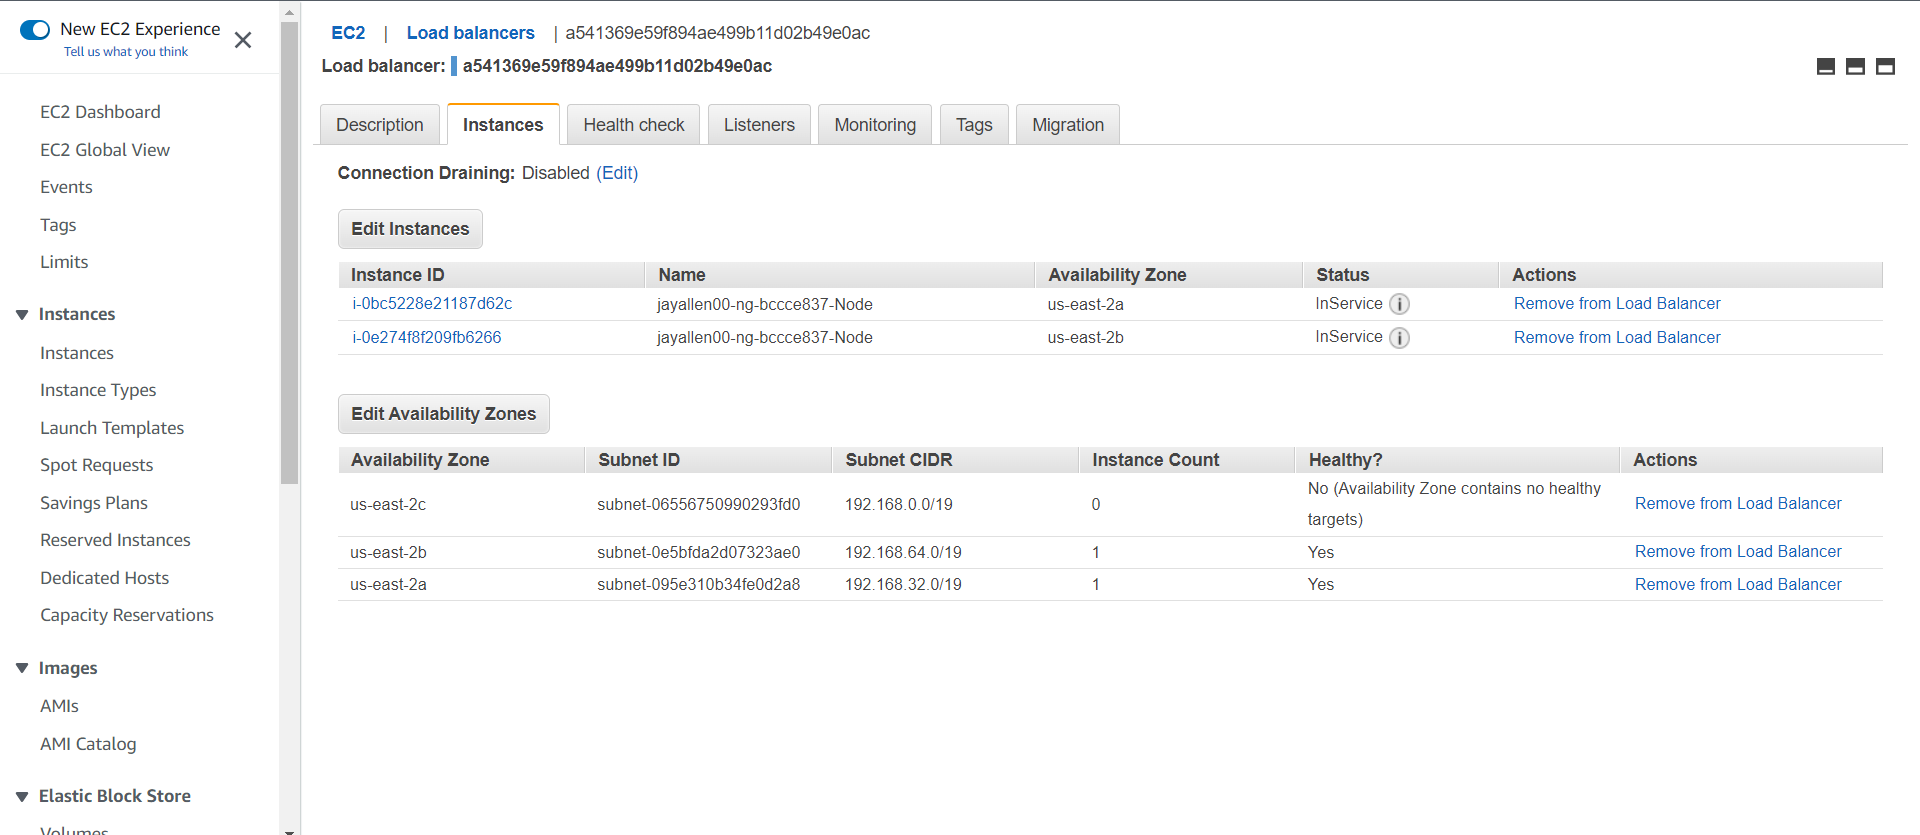 New EC2 Experience
Tell us what you think
EC2 Dashboard
EC2 Global View
Events
Tags
Limits
Instances
Instances
Instance Types
Launch Templates
Spot Requests
Savings Plans
Reserved Instances
Dedicated Hosts
Capacity Reservations
Images
AMIs
AMI Catalog
Elastic Block Store
Volumes
EC2 | Load balancers | a541369e59f894ae499b11d02b49e0ac
Load balancer: a541369e59f894ae499b11d02b49e0ac
Description Instances Health check Listeners Monitoring Tags Migration
Connection Draining: Disabled (Edit)
Edit Instances
Instance ID Name Availability Zone Status Actions
i-0bc5228e21187d62c jayallen00-ng-bccce837-Node us-east-2a InService i Remove from Load Balancer
i-0e274f8f209fb6266 jayallen00-ng-bccce837-Node us-east-2b InService i Remove from Load Balancer
Edit Availability Zones
Availability Zone Subnet ID Subnet CIDR Instance Count Healthy? Actions
us-east-2c subnet-06556750990293fd0 192.168.0.0/19 0 No (Availability Zone contains no healthy
targets) Remove from Load Balancer
us-east-2b subnet-0e5bfda2d07323ae0 192.168.64.0/19 1 Yes Remove from Load Balancer
us-east-2a subnet-095e310b34fe0d2a8 192.168.32.0/19 1 Yes Remove from Load Balancer